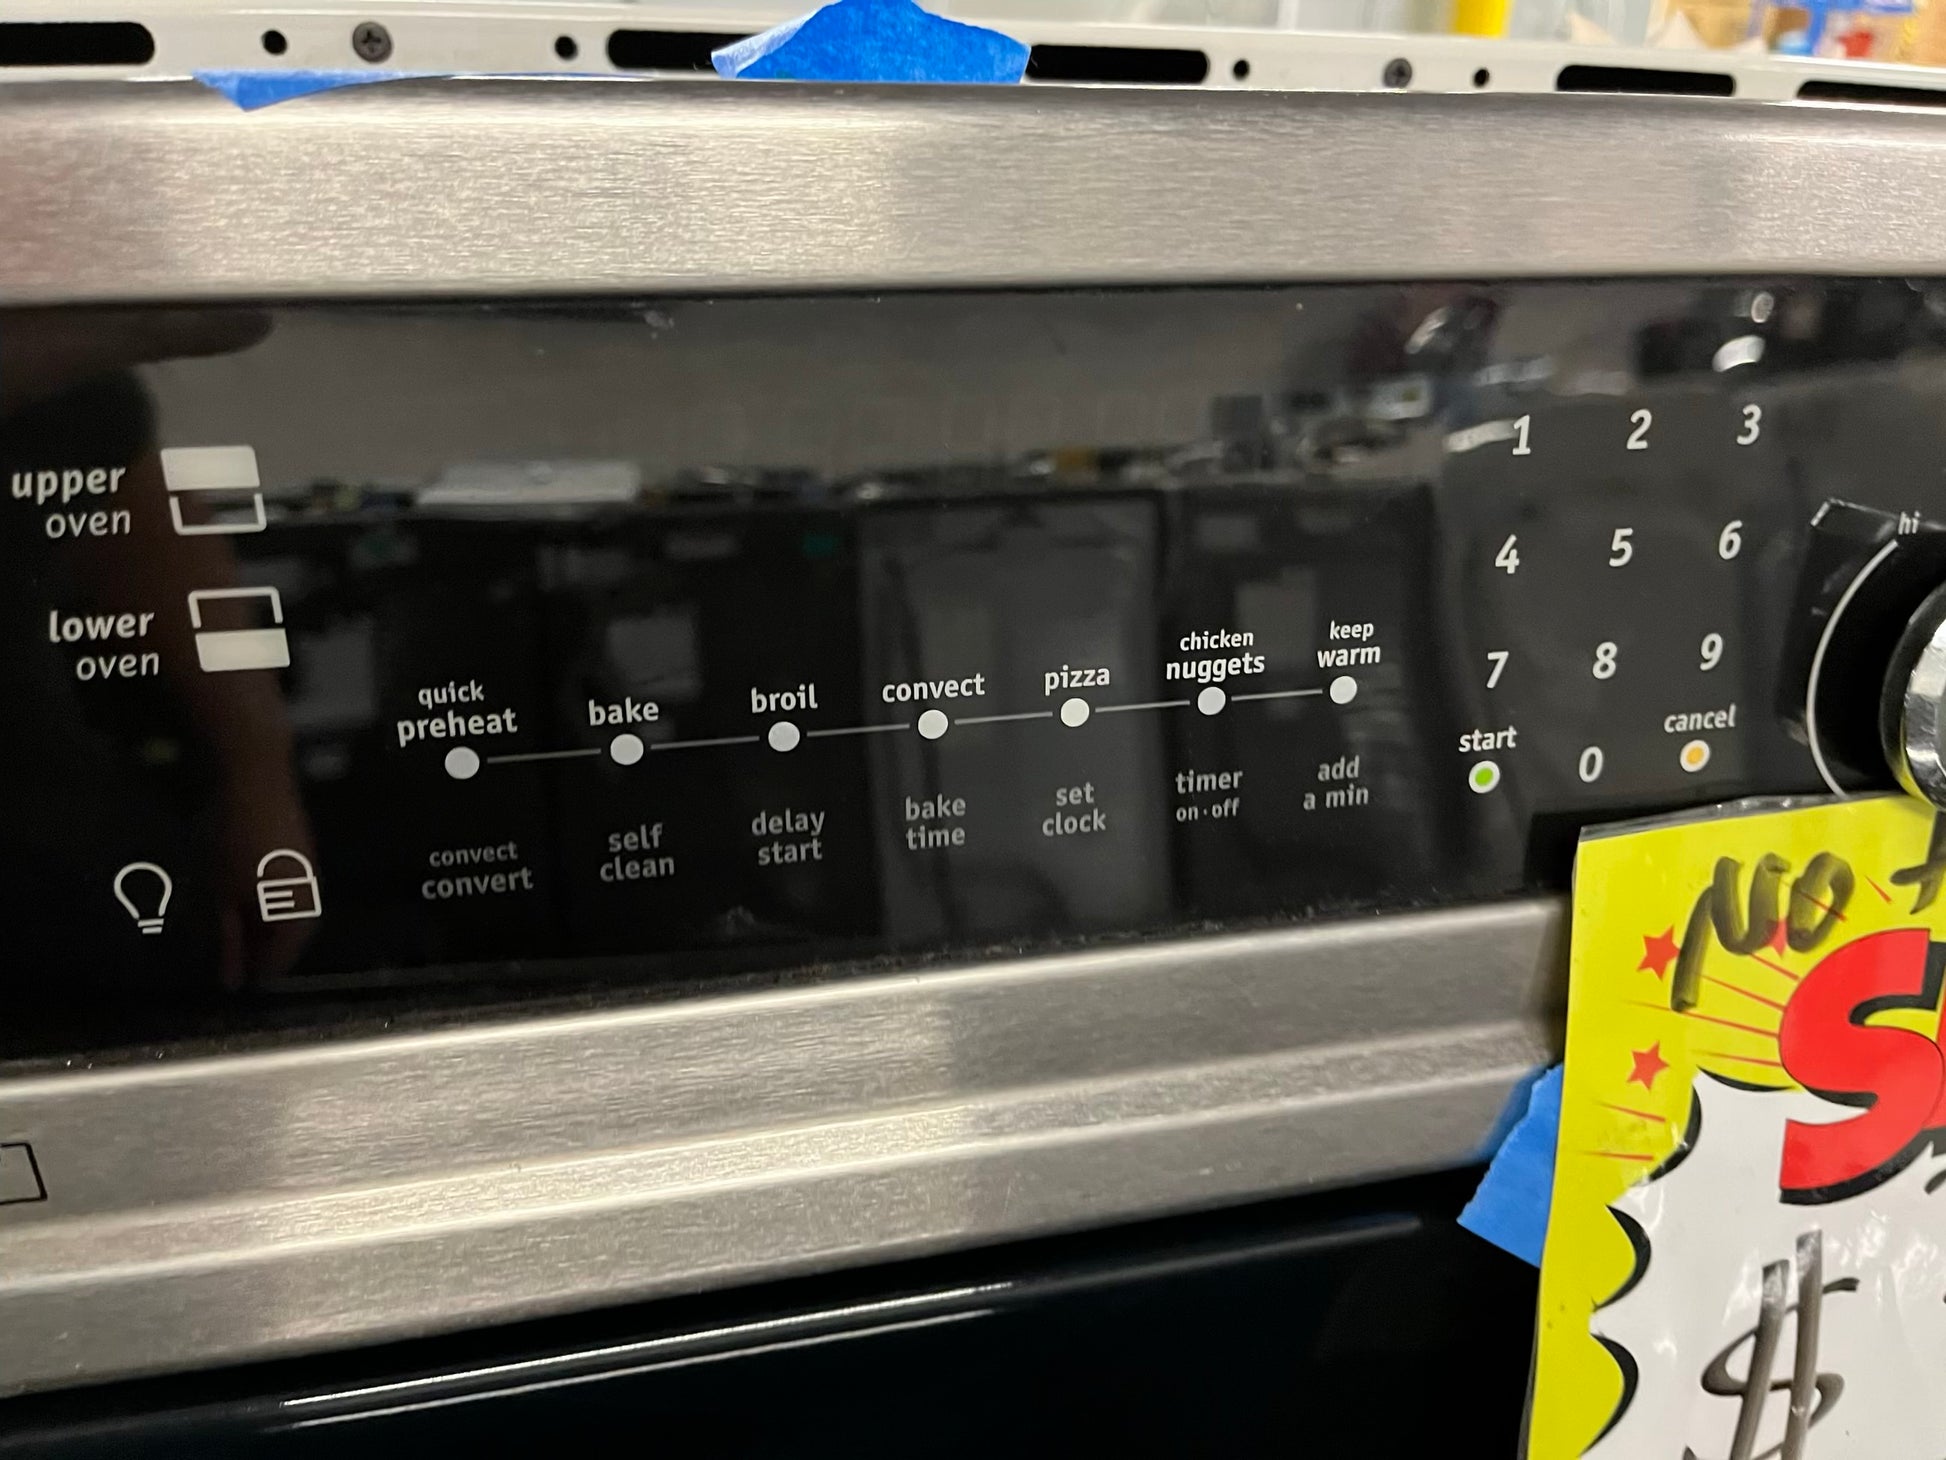 upper
oven
lower
oven
quick
preheat
bake
broil
convect
pizza
chicken
nuggets
keep
warm
convect
convert
self
clean
delay
start
bake
time
set
clock
timer
on·off
add
a min
1 2 3
4 5 6
7 8 9
start 0 cancel
hi
NO
$